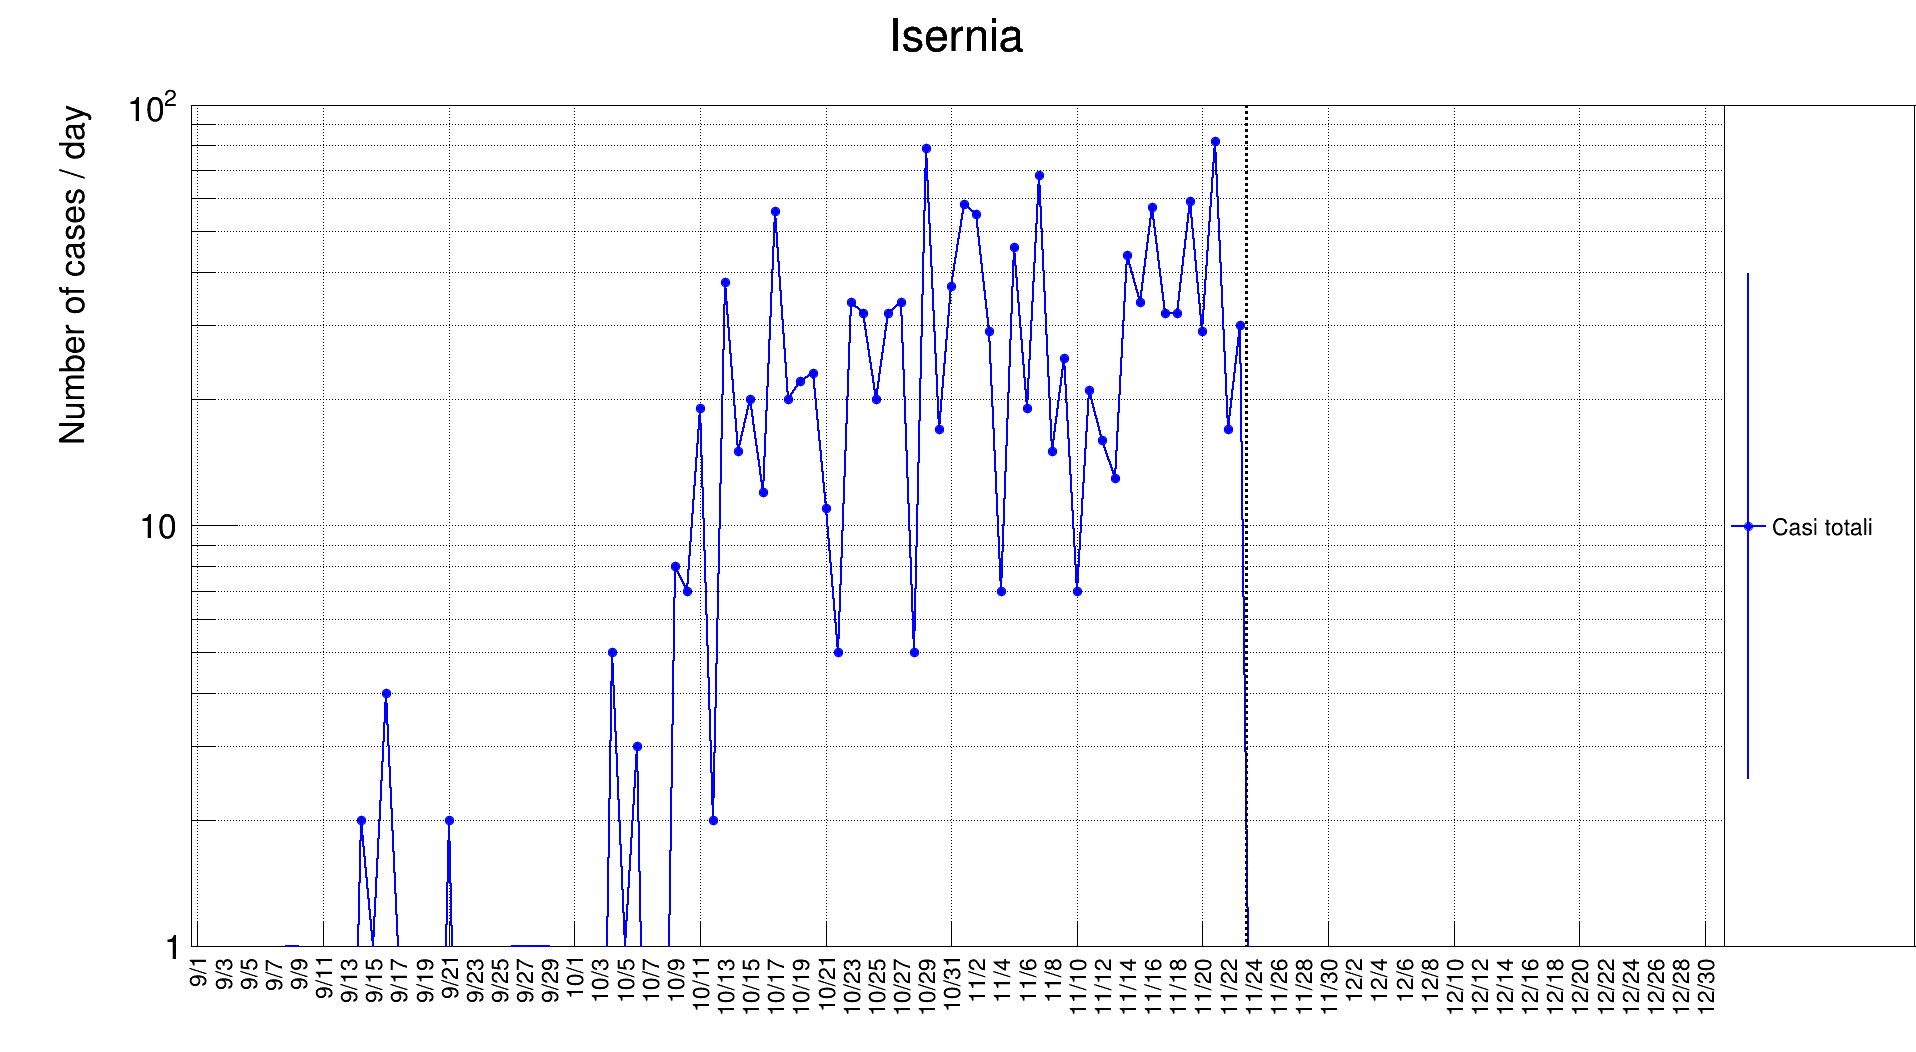 Isernia
Number of cases / day
10²
10
1
9/1 9/3 9/5 9/7 9/9 9/11 9/13 9/15 9/17 9/19 9/21 9/23 9/25 9/27 9/29 10/1 10/3 10/5 10/7 10/9 10/11 10/13 10/15 10/17 10/19 10/21 10/23 10/25 10/27 10/29 10/31 11/2 11/4 11/6 11/8 11/10 11/12 11/14 11/16 11/18 11/20 11/22 11/24 11/26 11/28 11/30 12/2 12/4 12/6 12/8 12/10 12/12 12/14 12/16 12/18 12/20 12/22 12/24 12/26 12/28 12/30
Casi totali